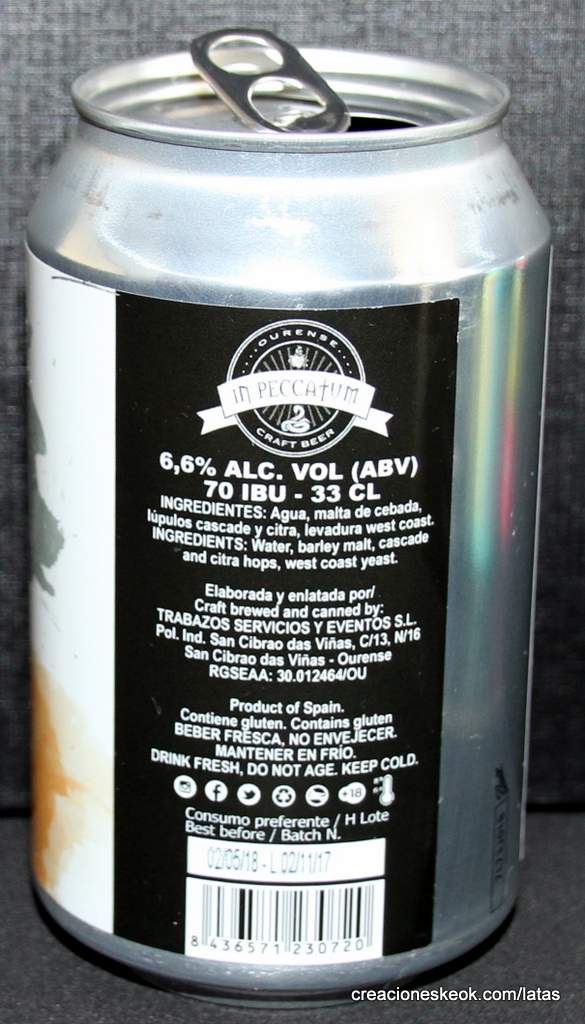 OURENSE
IN PECCATUM
CRAFT BEER
6,6% ALC. VOL (ABV)
70 IBU - 33 CL
INGREDIENTES: Agua, malta de cebada,
lúpulos cascade y citra, levadura west coast.
INGREDIENTS: Water, barley malt, cascade
and citra hops, west coast yeast.
Elaborada y enlatada por/
Craft brewed and canned by:
TRABAZOS SERVICIOS Y EVENTOS S.L.
Pol. Ind. San Cibrao das Viñas, C/13, N/16
San Cibrao das Viñas - Ourense
RGSEAA: 30.012464/OU
Product of Spain.
Contiene gluten. Contains gluten
BEBER FRESCA, NO ENVEJECER.
MANTENER EN FRÍO.
DRINK FRESH, DO NOT AGE. KEEP COLD.
+18
Consumo preferente / H Lote
Best before / Batch N.
02/05/18 - L.02/11/17
8 436571 230720
creacioneskeok.com/latas